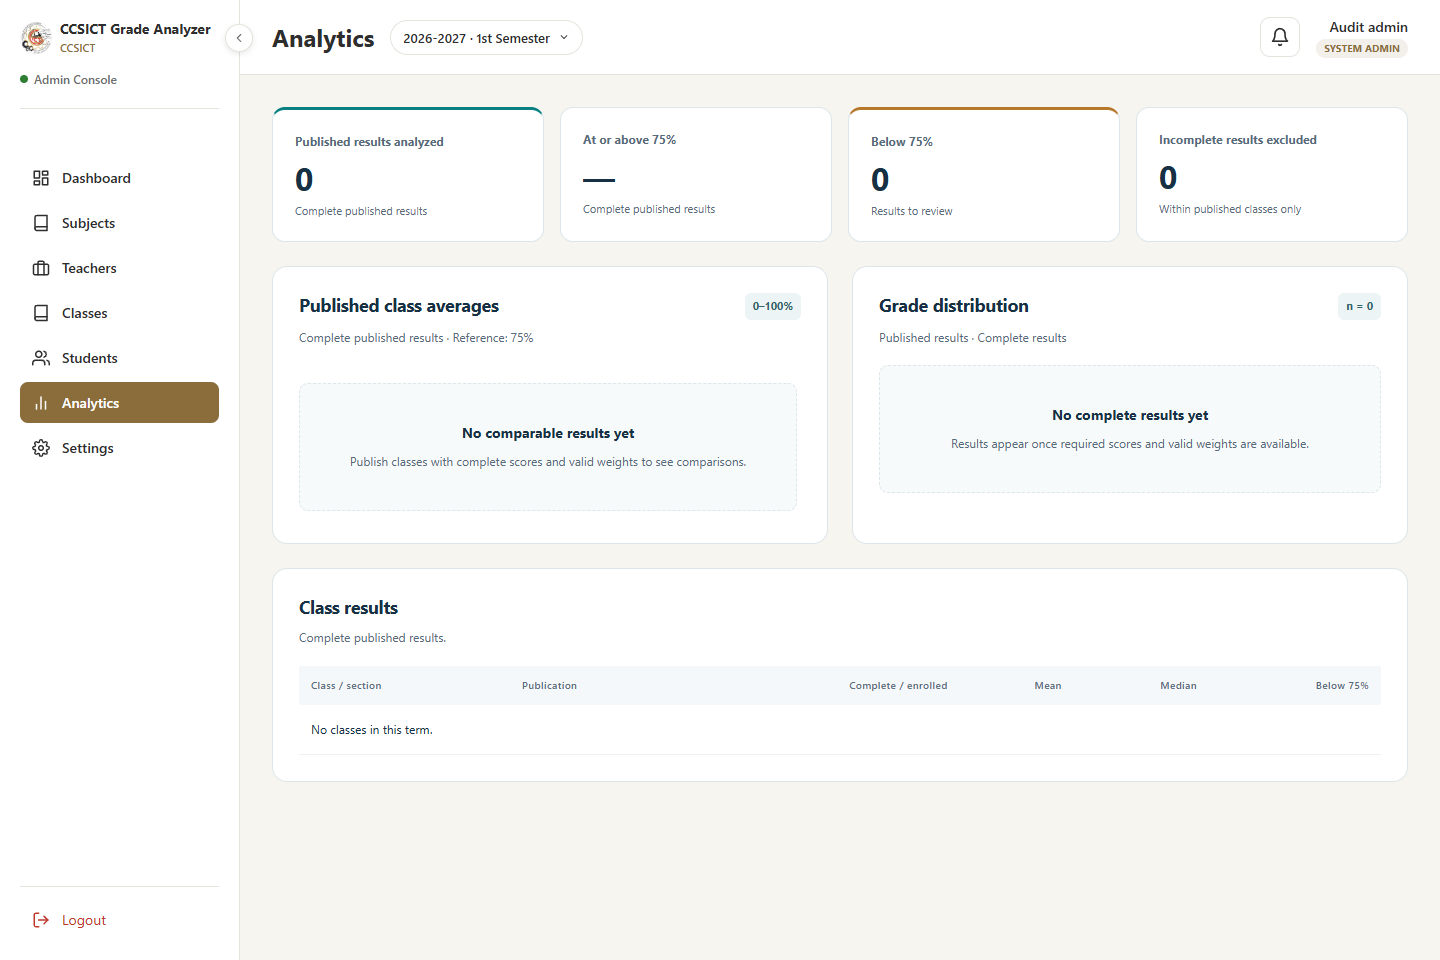 CCSICT Grade Analyzer
CCSICT
Admin Console
Dashboard
Subjects
Teachers
Classes
Students
Analytics
Settings
Logout
Analytics
2026-2027 · 1st Semester
Audit admin
SYSTEM ADMIN
Published results analyzed
0
Complete published results
At or above 75%
—
Complete published results
Below 75%
0
Results to review
Incomplete results excluded
0
Within published classes only
Published class averages
0–100%
Complete published results · Reference: 75%
No comparable results yet
Publish classes with complete scores and valid weights to see comparisons.
Grade distribution
n = 0
Published results · Complete results
No complete results yet
Results appear once required scores and valid weights are available.
Class results
Complete published results.
Class / section Publication Complete / enrolled Mean Median Below 75%
No classes in this term.